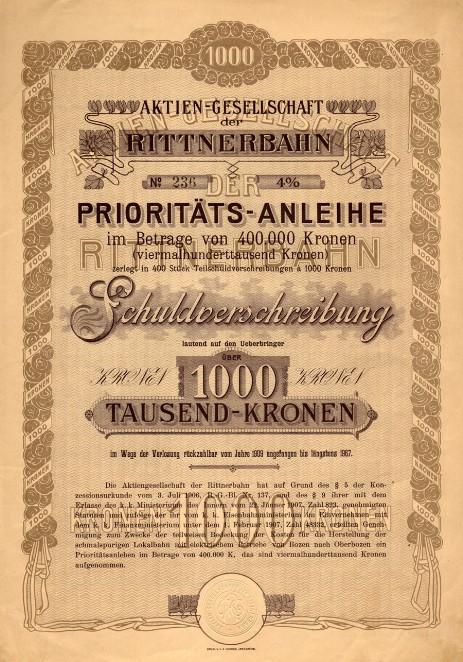 1000
AKTIEN-GESELLSCHAFT
der
RITTNERBAHN
No 236 4%
PRIORITÄTS-ANLEIHE
im Betrage von 400.000 Kronen
(viermalhunderttausend Kronen)
zerlegt in 400 Stück Teilschuldverschreibungen à 1000 Kronen
Schuldverschreibung
lautend auf den Ueberbringer
ÜBER
KRONEN 1000 KRONEN
TAUSEND-KRONEN
im Wege der Verlosung rückzahlbar vom Jahre 1909 angefangen bis längstens 1967.
Die Aktiengesellschaft der Rittnerbahn hat auf Grund des § 5 der Kon-
zessionsurkunde vom 3. Juli 1906, R.-G.-Bl. Nr. 137, und des § 9 ihrer mit dem
Erlasse des k. k. Ministeriums des Innern vom 22. Jänner 1907, Zahl 823, genehmigten
Statuten und zufolge der ihr vom k. k. Eisenbahnministerium im Einvernehmen mit
dem k. k. Finanzministerium unter dem 1. Februar 1907, Zahl 48332, erteilten Geneh-
migung zum Zwecke der teilweisen Bedeckung der Kosten für die Herstellung der
schmalspurigen Lokalbahn mit elektrischem Betriebe von Bozen nach Oberbozen ein
Prioritätsanlehen im Betrage von 400.000 K, das sind viermalhunderttausend Kronen
aufgenommen.